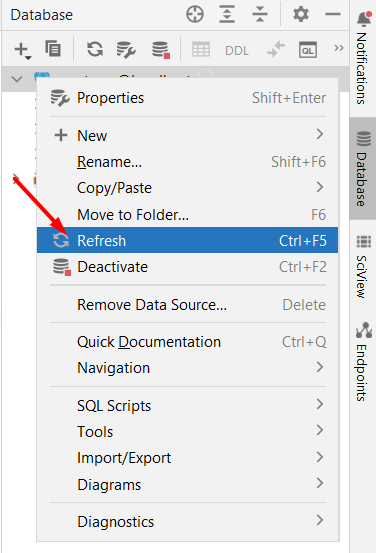 Database
DDL
QL
Properties Shift+Enter
New
Rename... Shift+F6
Copy/Paste
Move to Folder... F6
Refresh Ctrl+F5
Deactivate Ctrl+F2
Remove Data Source... Delete
Quick Documentation Ctrl+Q
Navigation
SQL Scripts
Tools
Import/Export
Diagrams
Diagnostics
Notifications
Database
SciView
Endpoints